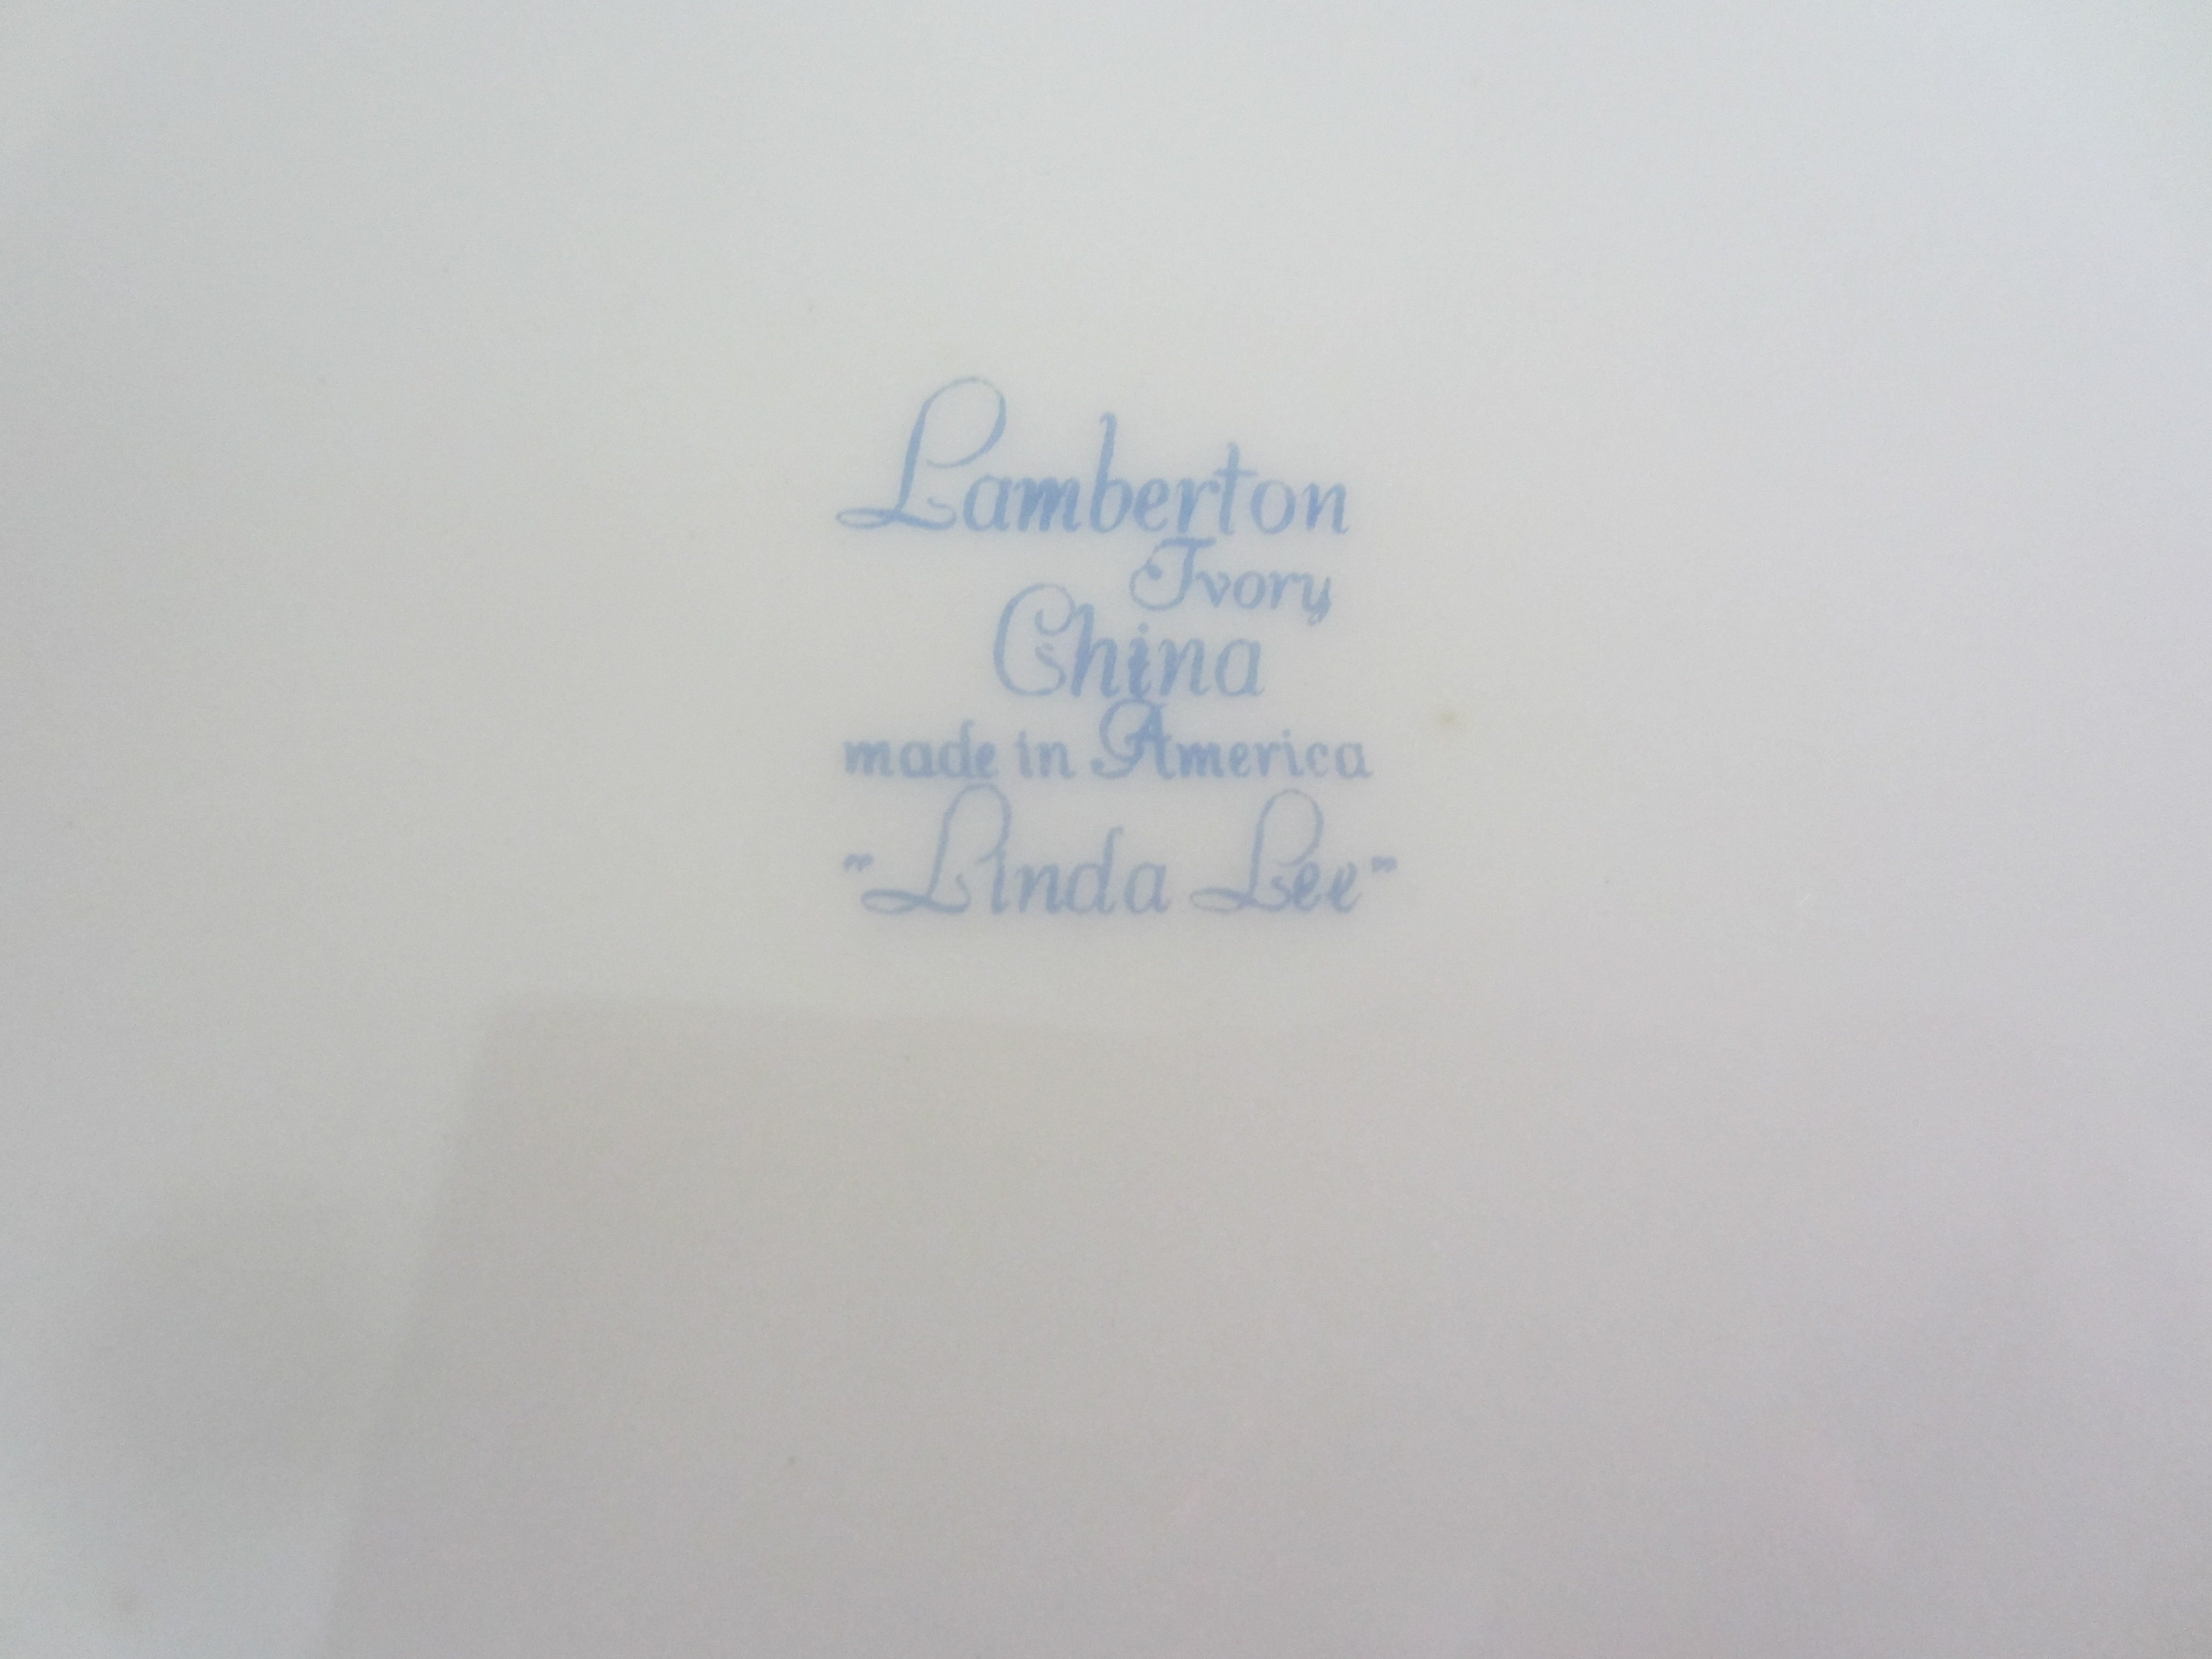 Lamberton
Ivory
China
made in America
"Linda Lee"